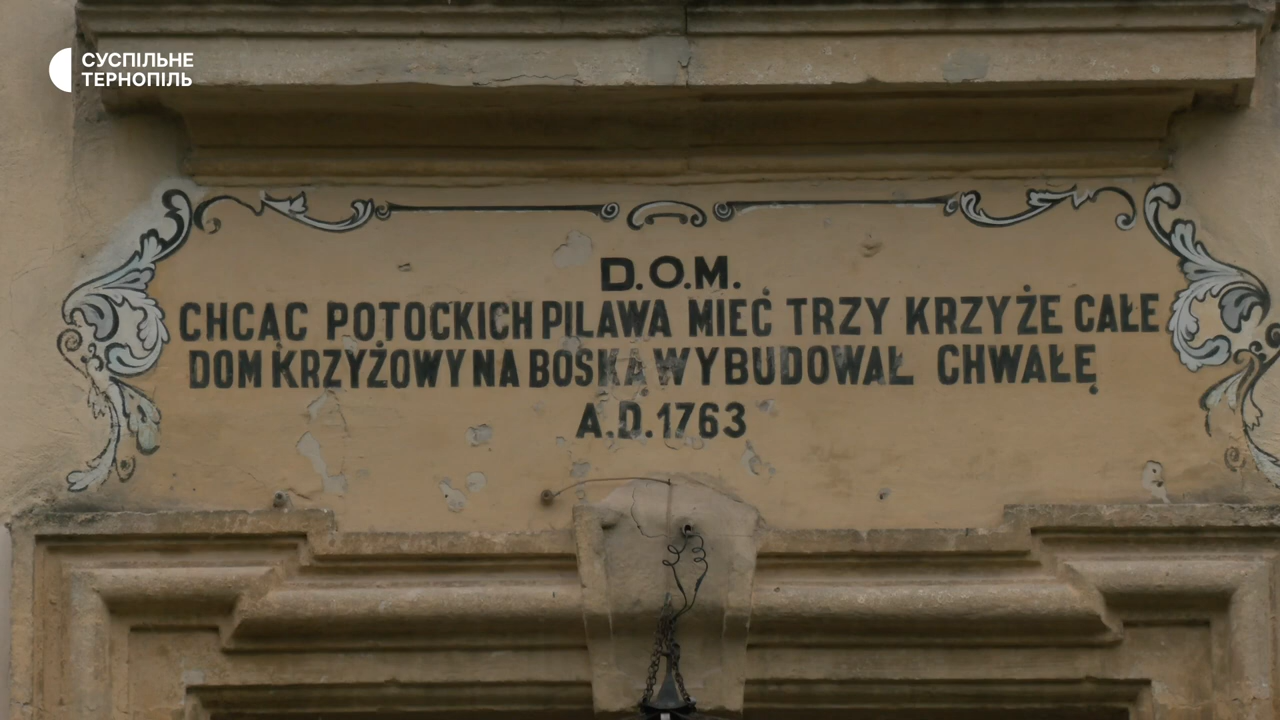 СУСПІЛЬНЕ
ТЕРНОПІЛЬ
D.O.M.
CHCĄC POTOCKICH PILAWA MIEĆ TRZY KRZYŻE CAŁE
DOM KRZYŻOWY NA BOSKĄ WYBUDOWAŁ CHWAŁĘ
A.D.1763